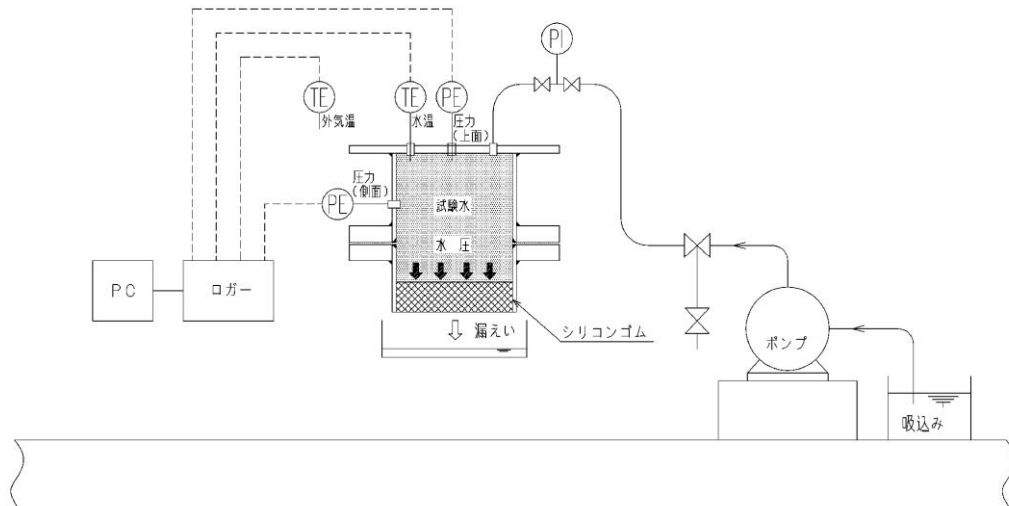 PI
TE
TE
PE
外気温
水温
圧力
(上面)
圧力
(側面)
PE
試験水
水 圧
PC
ロガー
漏えい
シリコンゴム
ポンプ
吸込み